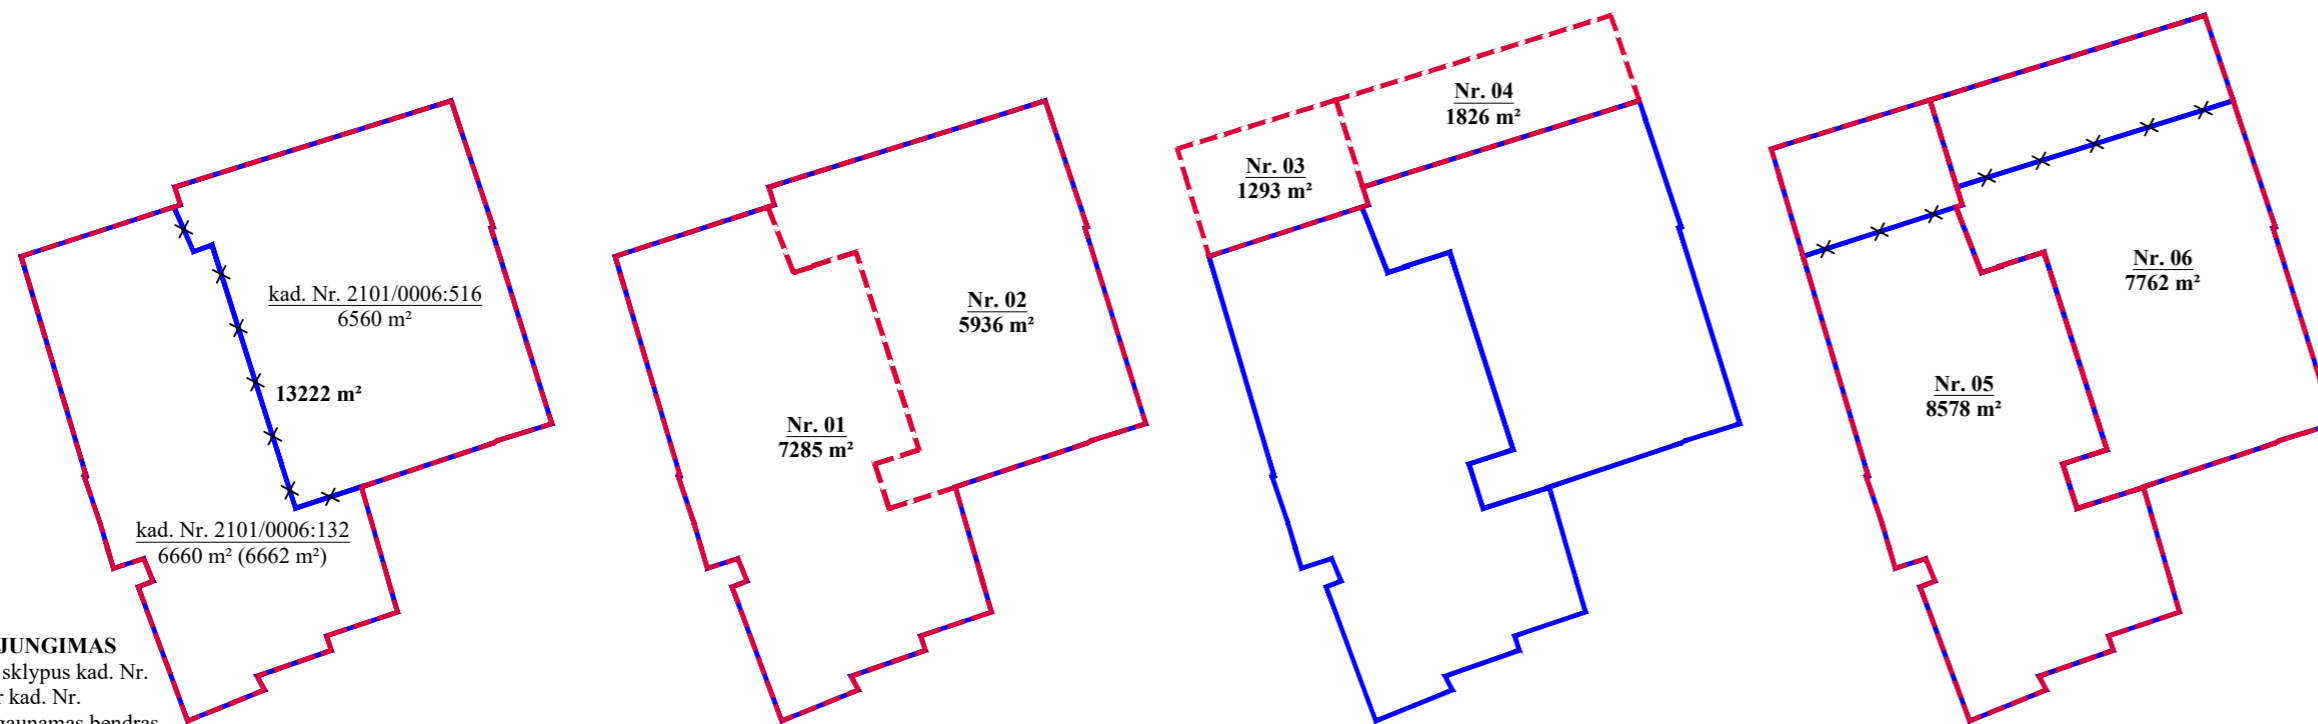 kad. Nr. 2101/0006:516
6560 m²
13222 m²
kad. Nr. 2101/0006:132
6660 m² (6662 m²)
JUNGIMAS
sklypus kad. Nr.
r kad. Nr.
gaunamas bendras
Nr. 01
7285 m²
Nr. 02
5936 m²
Nr. 03
1293 m²
Nr. 04
1826 m²
Nr. 05
8578 m²
Nr. 06
7762 m²